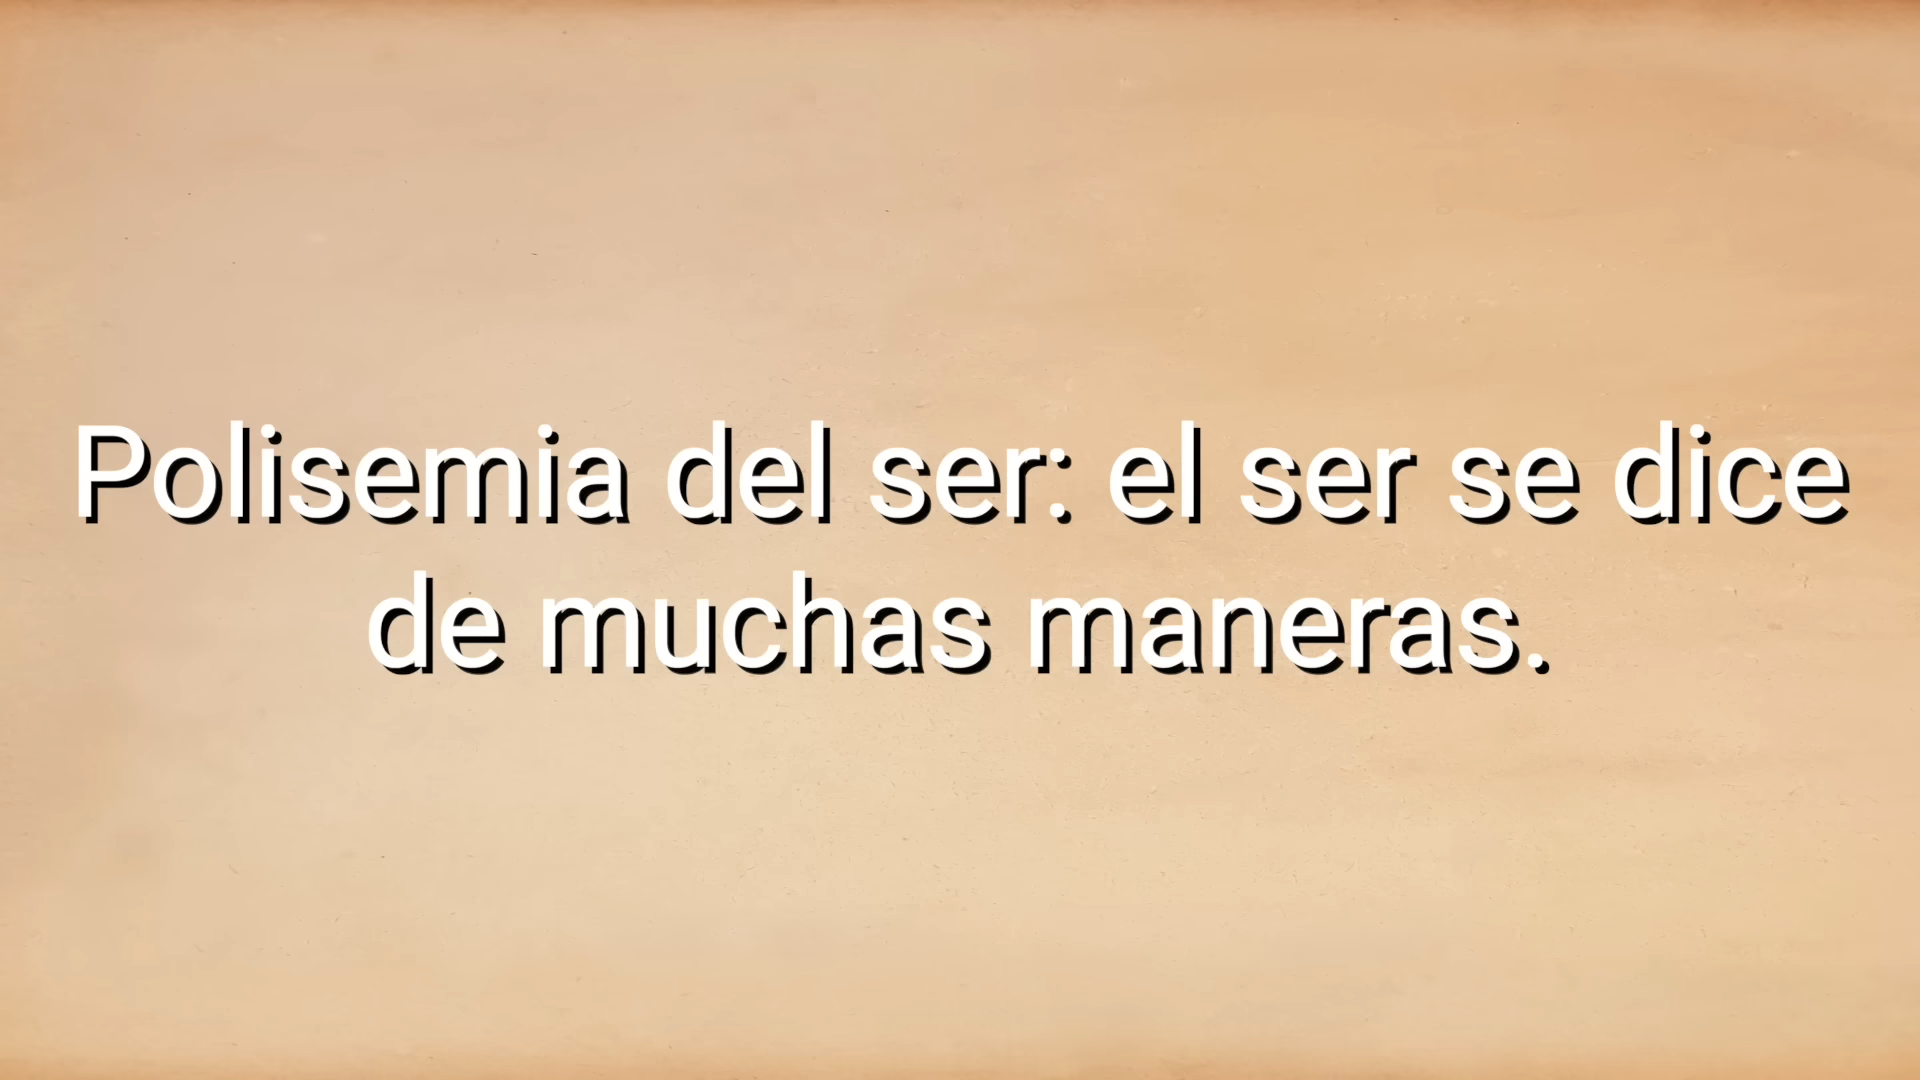 Polisemia del ser: el ser se dice
de muchas maneras.